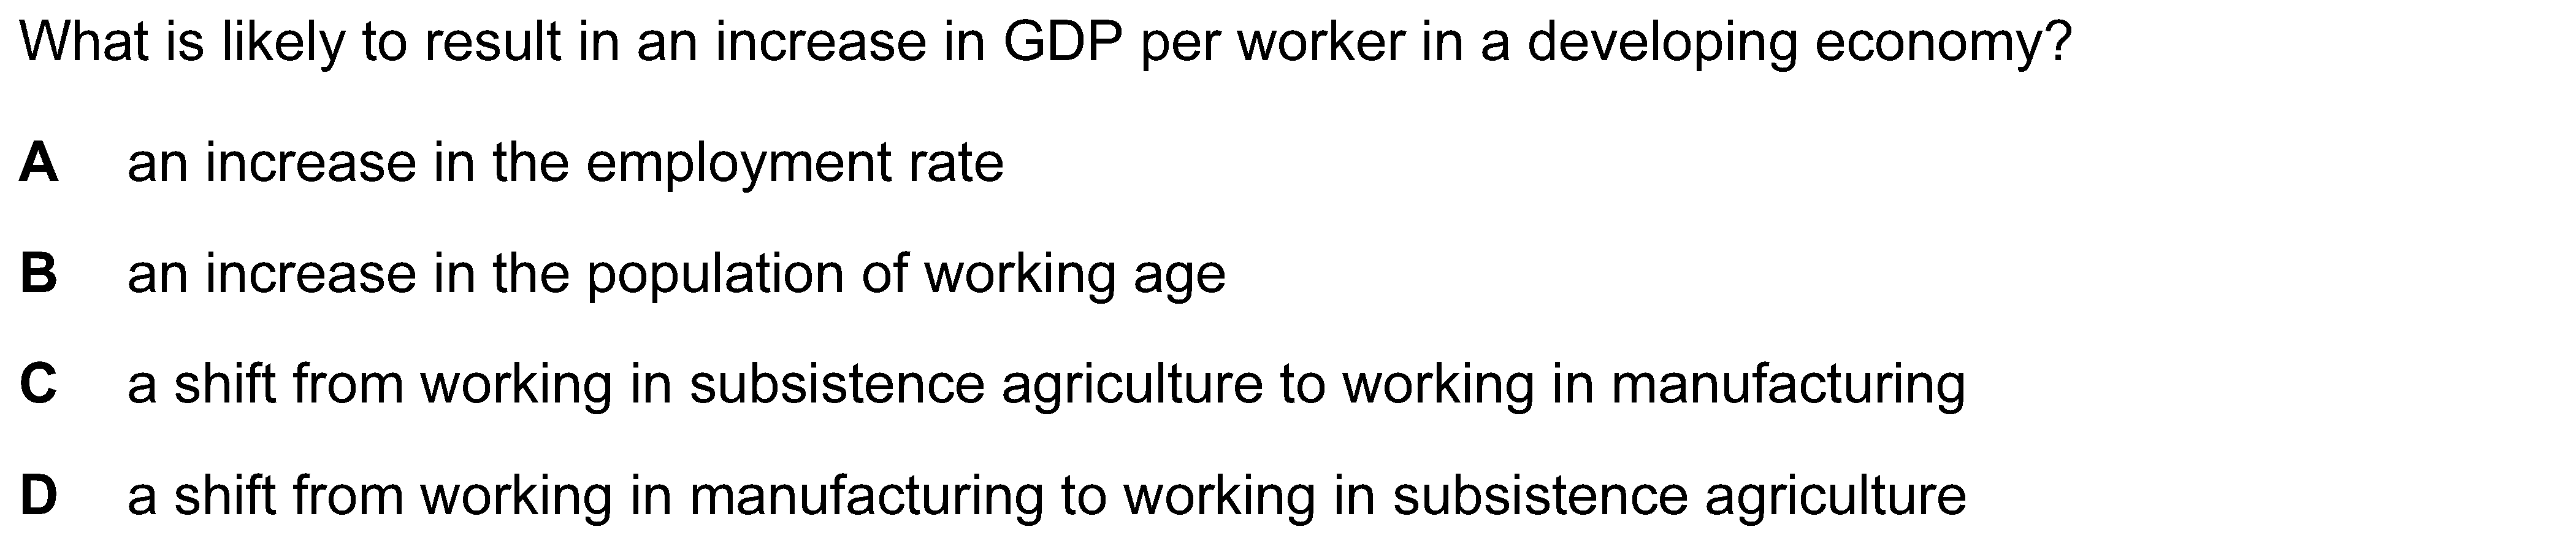 What is likely to result in an increase in GDP per worker in a developing economy?
A an increase in the employment rate
B an increase in the population of working age
C a shift from working in subsistence agriculture to working in manufacturing
D a shift from working in manufacturing to working in subsistence agriculture